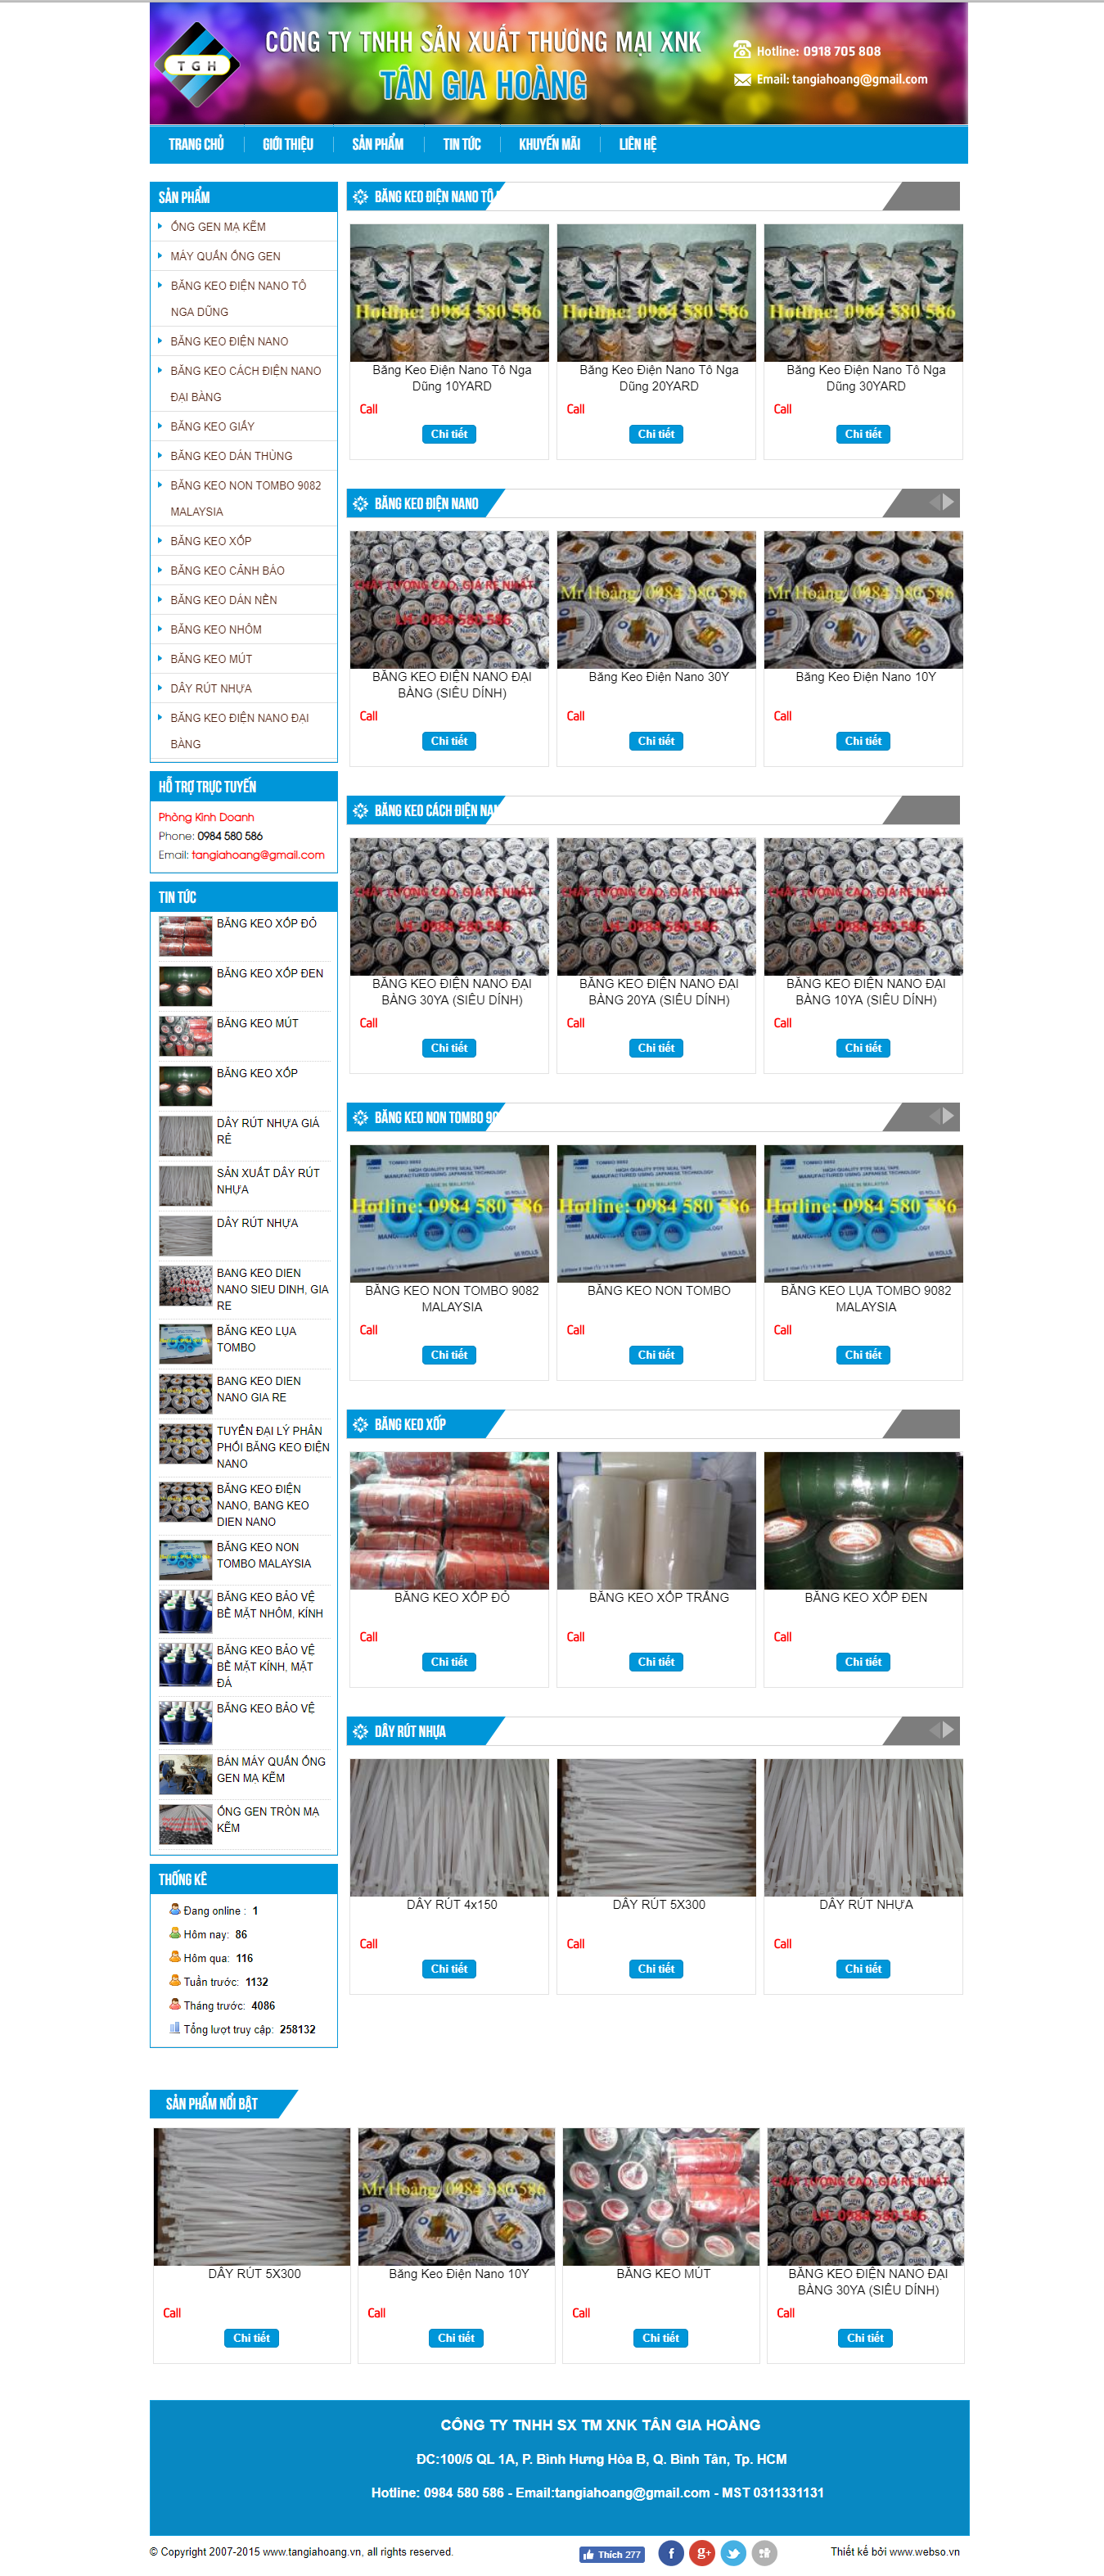 TGH
CÔNG TY TNHH SẢN XUẤT THƯƠNG MẠI XNK
TÂN GIA HOÀNG
Hotline: 0918 705 808
Email: tangiahoang@gmail.com
TRANG CHỦ
GIỚI THIỆU
SẢN PHẨM
TIN TỨC
KHUYẾN MÃI
LIÊN HỆ
SẢN PHẨM
ỐNG GEN MẠ KẼM
MÁY QUẤN ỐNG GEN
BĂNG KEO ĐIỆN NANO TÔ
NGA DŨNG
BĂNG KEO ĐIỆN NANO
BĂNG KEO CÁCH ĐIỆN NANO
ĐẠI BÀNG
BĂNG KEO GIẤY
BĂNG KEO DÁN THÙNG
BĂNG KEO NON TOMBO 9082
MALAYSIA
BĂNG KEO XỐP
BĂNG KEO CẢNH BÁO
BĂNG KEO DÁN NỀN
BĂNG KEO NHÔM
BĂNG KEO MÚT
DÂY RÚT NHỰA
BĂNG KEO ĐIỆN NANO ĐẠI
BÀNG
HỖ TRỢ TRỰC TUYẾN
Phòng Kinh Doanh
Phone: 0984 580 586
Email: tangiahoang@gmail.com
TIN TỨC
BĂNG KEO XỐP ĐỎ
BĂNG KEO XỐP ĐEN
BĂNG KEO MÚT
BĂNG KEO XỐP
DÂY RÚT NHỰA GIÁ
RẺ
SẢN XUẤT DÂY RÚT
NHỰA
DÂY RÚT NHỰA
BANG KEO DIEN
NANO SIEU DINH, GIA
RE
BĂNG KEO LỤA
TOMBO
BANG KEO DIEN
NANO GIA RE
TUYỂN ĐẠI LÝ PHÂN
PHỐI BĂNG KEO ĐIỆN
NANO
BĂNG KEO ĐIỆN
NANO, BANG KEO
DIEN NANO
BĂNG KEO NON
TOMBO MALAYSIA
BĂNG KEO BẢO VỆ
BỀ MẶT NHÔM, KÍNH
BĂNG KEO BẢO VỆ
BỀ MẶT KÍNH, MẶT
ĐÁ
BĂNG KEO BẢO VỆ
BÁN MÁY QUẤN ỐNG
GEN MẠ KẼM
ỐNG GEN TRÒN MẠ
KẼM
THỐNG KÊ
Đang online : 1
Hôm nay: 86
Hôm qua: 116
Tuần trước: 1132
Tháng trước: 4086
Tổng lượt truy cập: 258132
BĂNG KEO ĐIỆN NANO TÔ
Hotline: 0984 580 586
Hotline: 0984 580 586
Hotline: 0984 580 586
Băng Keo Điện Nano Tô Nga
Dũng 10YARD
Call
Chi tiết
Băng Keo Điện Nano Tô Nga
Dũng 20YARD
Call
Chi tiết
Băng Keo Điện Nano Tô Nga
Dũng 30YARD
Call
Chi tiết
BĂNG KEO ĐIỆN NANO
CHẤT LƯỢNG CAO, GIÁ RẺ NHẤT
LH: 0984 580 586
Mr Hoàng: 0984 580 586
Mr Hoàng: 0984 580 586
BĂNG KEO ĐIỆN NANO ĐẠI
BÀNG (SIÊU DÍNH)
Call
Chi tiết
Băng Keo Điện Nano 30Y
Call
Chi tiết
Băng Keo Điện Nano 10Y
Call
Chi tiết
BĂNG KEO CÁCH ĐIỆN NAN
CHẤT LƯỢNG CAO, GIÁ RẺ NHẤT
LH: 0984 580 586
CHẤT LƯỢNG CAO, GIÁ RẺ NHẤT
LH: 0984 580 586
CHẤT LƯỢNG CAO, GIÁ RẺ NHẤT
LH: 0984 580 586
BĂNG KEO ĐIỆN NANO ĐẠI
BÀNG 30YA (SIÊU DÍNH)
Call
Chi tiết
BĂNG KEO ĐIỆN NANO ĐẠI
BÀNG 20YA (SIÊU DÍNH)
Call
Chi tiết
BĂNG KEO ĐIỆN NANO ĐẠI
BÀNG 10YA (SIÊU DÍNH)
Call
Chi tiết
BĂNG KEO NON TOMBO 90
Hotline: 0984 580 586
Hotline: 0984 580 586
Hotline: 0984 580 586
BĂNG KEO NON TOMBO 9082
MALAYSIA
Call
Chi tiết
BĂNG KEO NON TOMBO
Call
Chi tiết
BĂNG KEO LỤA TOMBO 9082
MALAYSIA
Call
Chi tiết
BĂNG KEO XỐP
BĂNG KEO XỐP ĐỎ
Call
Chi tiết
BĂNG KEO XỐP TRẮNG
Call
Chi tiết
BĂNG KEO XỐP ĐEN
Call
Chi tiết
DÂY RÚT NHỰA
DÂY RÚT 4x150
Call
Chi tiết
DÂY RÚT 5X300
Call
Chi tiết
DÂY RÚT NHỰA
Call
Chi tiết
SẢN PHẨM NỔI BẬT
Mr Hoàng: 0984 580 586
CHẤT LƯỢNG CAO, GIÁ RẺ NHẤT
LH: 0984 580 586
DÂY RÚT 5X300
Call
Chi tiết
Băng Keo Điện Nano 10Y
Call
Chi tiết
BĂNG KEO MÚT
Call
Chi tiết
BĂNG KEO ĐIỆN NANO ĐẠI
BÀNG 30YA (SIÊU DÍNH)
Call
Chi tiết
CÔNG TY TNHH SX TM XNK TÂN GIA HOÀNG
ĐC:100/5 QL 1A, P. Bình Hưng Hòa B, Q. Bình Tân, Tp. HCM
Hotline: 0984 580 586 - Email:tangiahoang@gmail.com - MST 0311331131
© Copyright 2007-2015 www.tangiahoang.vn, all rights reserved.
Thích 277
Thiết kế bởi www.webso.vn